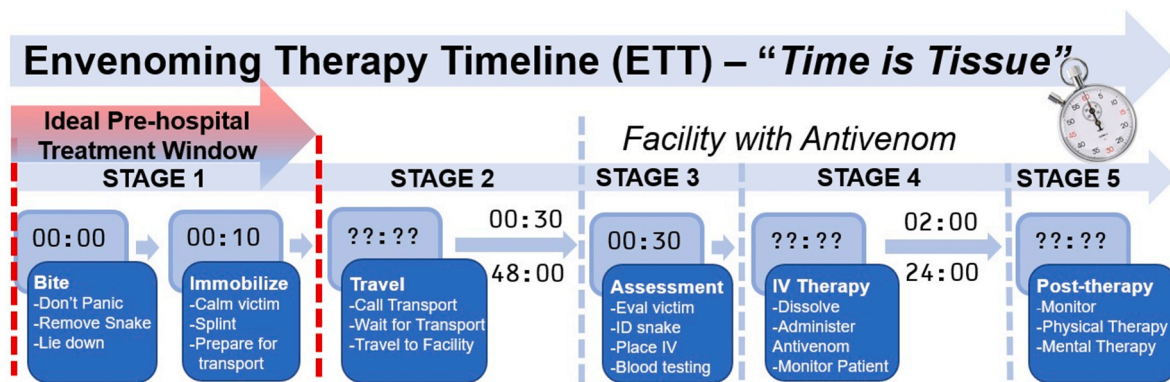 Envenoming Therapy Timeline (ETT) – “Time is Tissue”
Ideal Pre-hospital
Treatment Window
Facility with Antivenom
STAGE 1
STAGE 2
STAGE 3
STAGE 4
STAGE 5
00:00
Bite
-Don't Panic
-Remove Snake
-Lie down
00:10
Immobilize
-Calm victim
-Splint
-Prepare for
transport
??:??
Travel
-Call Transport
-Wait for Transport
-Travel to Facility
00:30
48:00
00:30
Assessment
-Eval victim
-ID snake
-Place IV
-Blood testing
??:??
IV Therapy
-Dissolve
-Administer
Antivenom
-Monitor Patient
02:00
24:00
??:??
Post-therapy
-Monitor
-Physical Therapy
-Mental Therapy